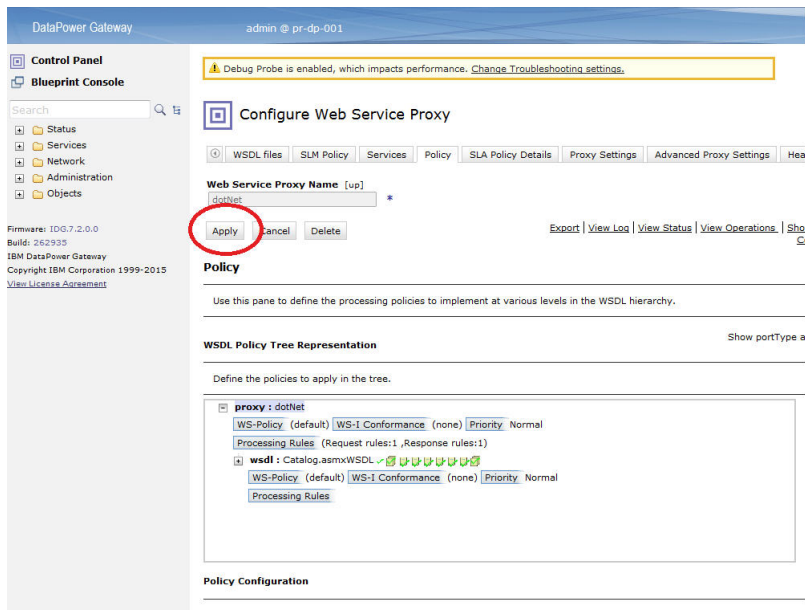 DataPower Gateway
admin @ pr-dp-001
Control Panel
Blueprint Console
Search
Status
Services
Network
Administration
Objects
Firmware: IDG.7.2.0.0
Build: 262935
IBM DataPower Gateway
Copyright IBM Corporation 1999-2015
View License Agreement
Debug Probe is enabled, which impacts performance. Change Troubleshooting settings.
Configure Web Service Proxy
WSDL files SLM Policy Services Policy SLA Policy Details Proxy Settings Advanced Proxy Settings Hea
Web Service Proxy Name [up]
dotNet *
Apply Cancel Delete
Export | View Log | View Status | View Operations | Sho
Co
Policy
Use this pane to define the processing policies to implement at various levels in the WSDL hierarchy.
WSDL Policy Tree Representation
Show portType a
Define the policies to apply in the tree.
proxy : dotNet
WS-Policy (default) WS-I Conformance (none) Priority Normal
Processing Rules (Request rules:1 ,Response rules:1)
wsdl : Catalog.asmxWSDL
WS-Policy (default) WS-I Conformance (none) Priority Normal
Processing Rules
Policy Configuration